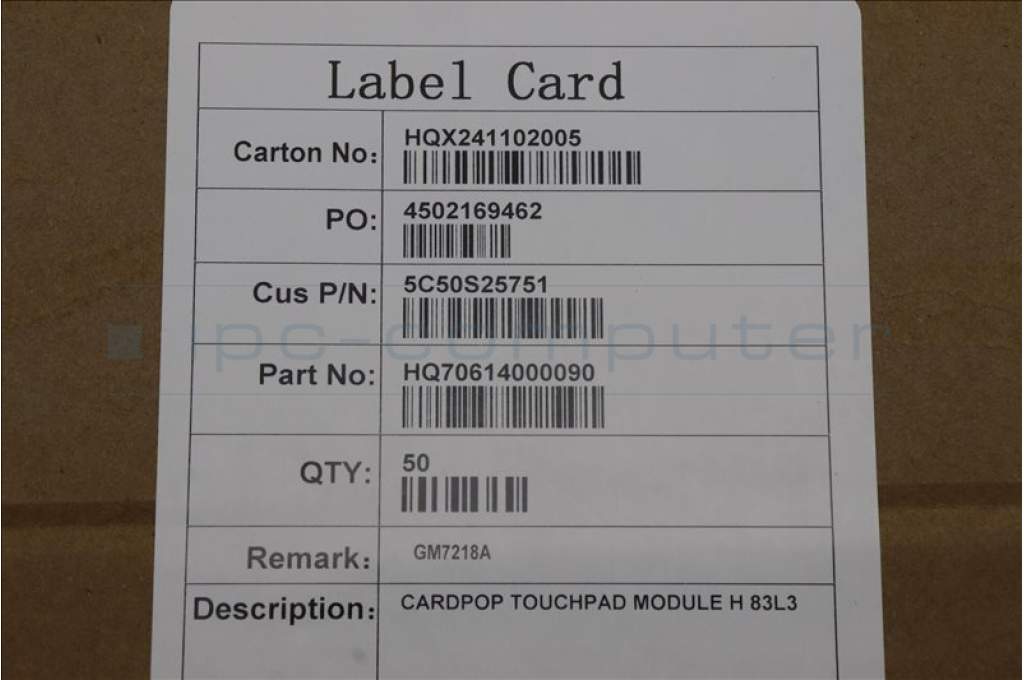 Label Card
Carton No: HQX241102005
PO: 4502169462
Cus P/N: 5C50S25751
ipc-computer
Part No: HQ70614000090
QTY: 50
Remark: GM7218A
Description: CARDPOP TOUCHPAD MODULE H 83L3